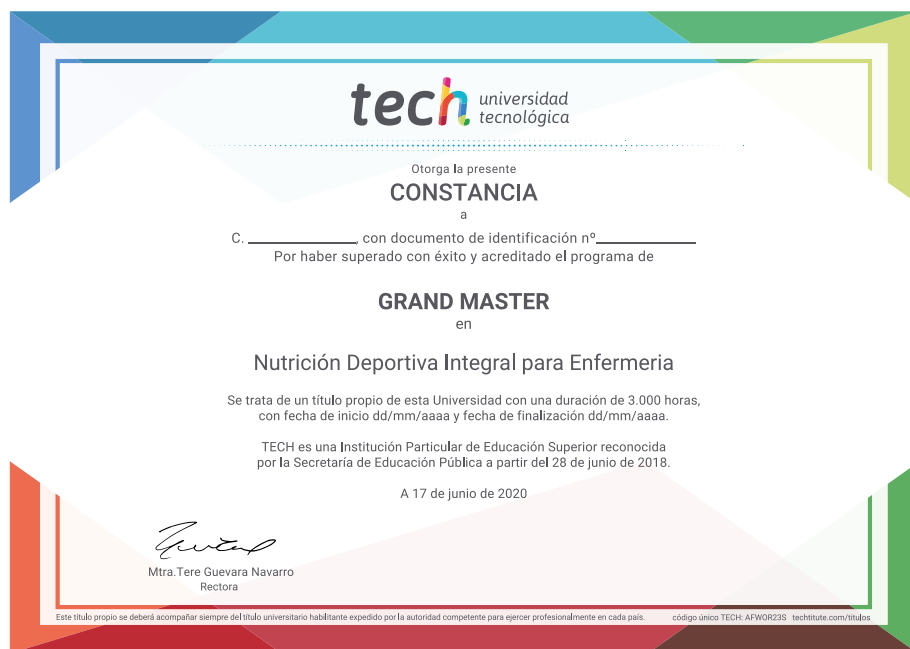 tech universidad
tecnológica
Otorga la presente
CONSTANCIA
a
C. ____________, con documento de identificación nº___________
Por haber superado con éxito y acreditado el programa de
GRAND MASTER
en
Nutrición Deportiva Integral para Enfermeria
Se trata de un título propio de esta Universidad con una duración de 3.000 horas,
con fecha de inicio dd/mm/aaaa y fecha de finalización dd/mm/aaaa.
TECH es una Institución Particular de Educación Superior reconocida
por la Secretaría de Educación Pública a partir del 28 de junio de 2018.
A 17 de junio de 2020
Mtra.Tere Guevara Navarro
Rectora
Este título propio se deberá acompañar siempre del título universitario habilitante expedido por la autoridad competente para ejercer profesionalmente en cada país. código único TECH: AFWOR23S techtitute.com/titulos